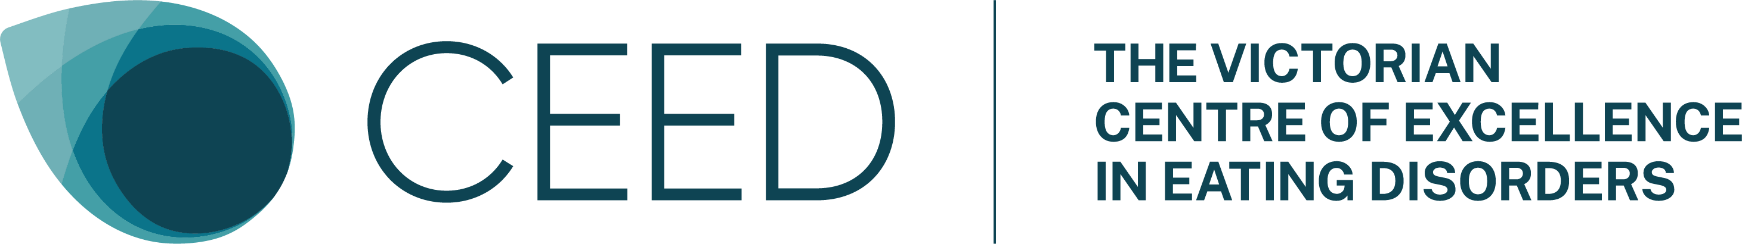 CEED
THE VICTORIAN
CENTRE OF EXCELLENCE
IN EATING DISORDERS